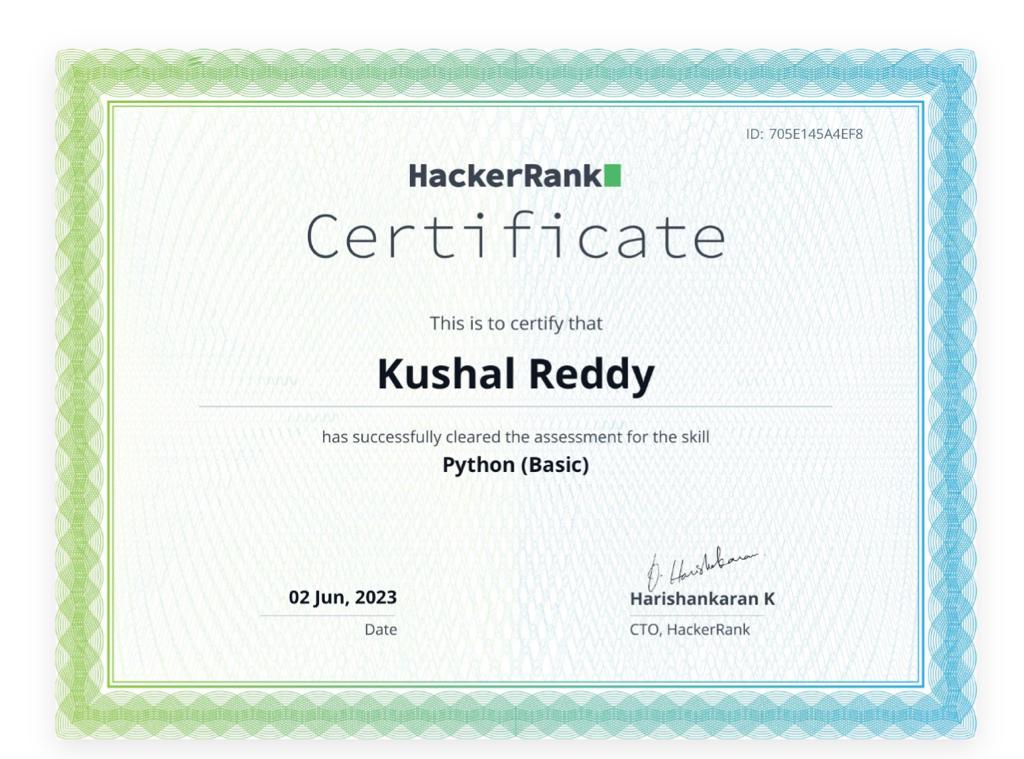 ID: 705E145A4EF8
HackerRank
Certificate
This is to certify that
Kushal Reddy
has successfully cleared the assessment for the skill
Python (Basic)
02 Jun, 2023
Date
Harishankaran K
CTO, HackerRank